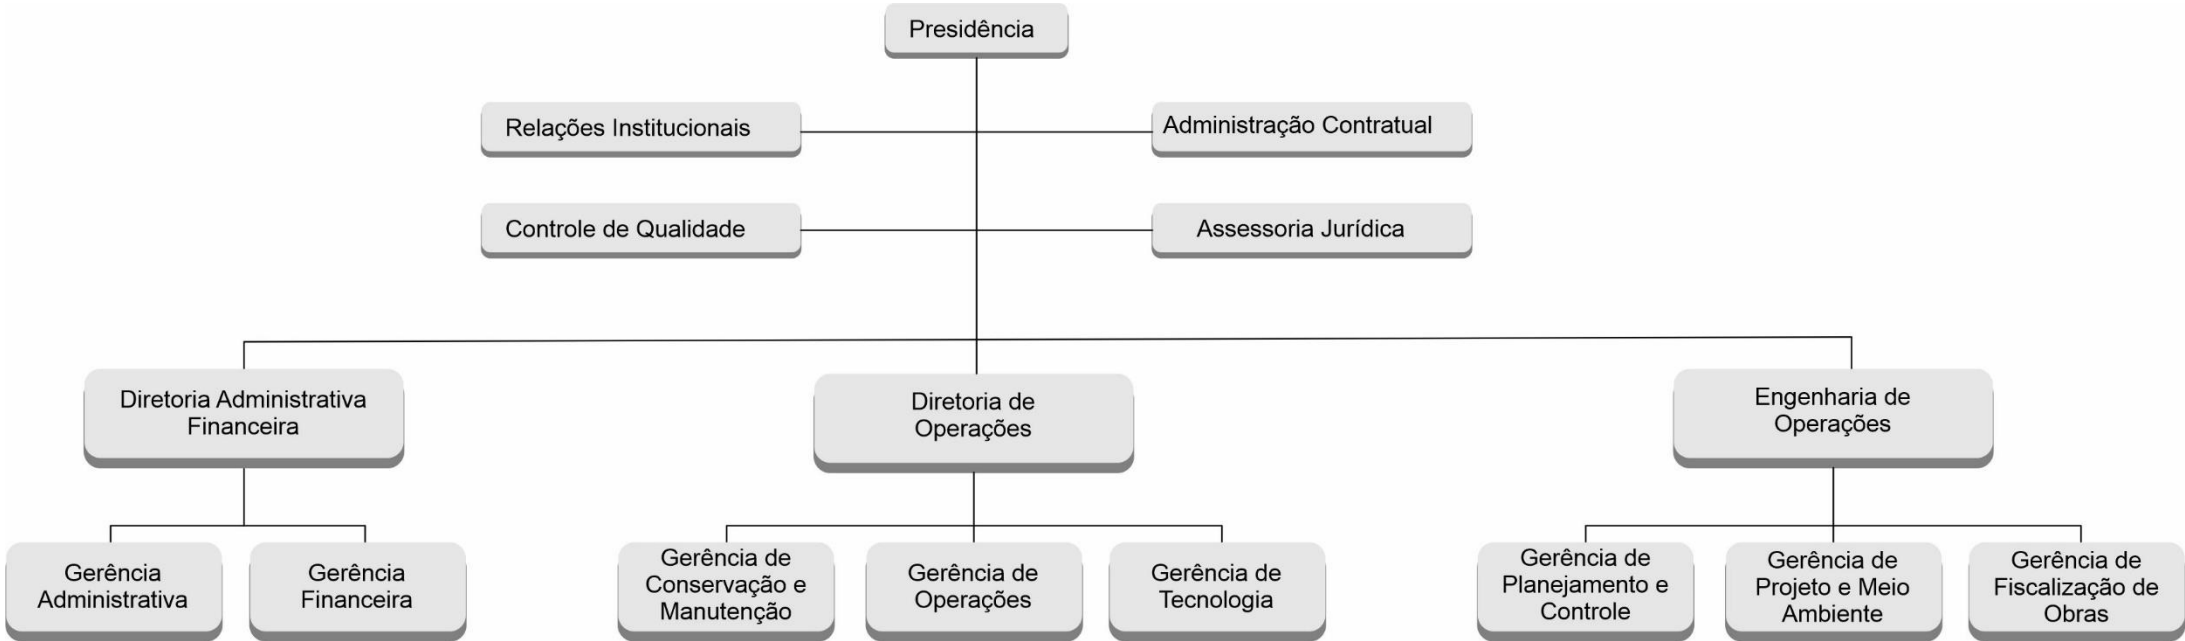 Presidência
Relações Institucionais
Administração Contratual
Controle de Qualidade
Assessoria Jurídica
Diretoria Administrativa
Financeira
Diretoria de
Operações
Engenharia de
Operações
Gerência
Administrativa
Gerência
Financeira
Gerência de
Conservação e
Manutenção
Gerência de
Operações
Gerência de
Tecnologia
Gerência de
Planejamento e
Controle
Gerência de
Projeto e Meio
Ambiente
Gerência de
Fiscalização de
Obras